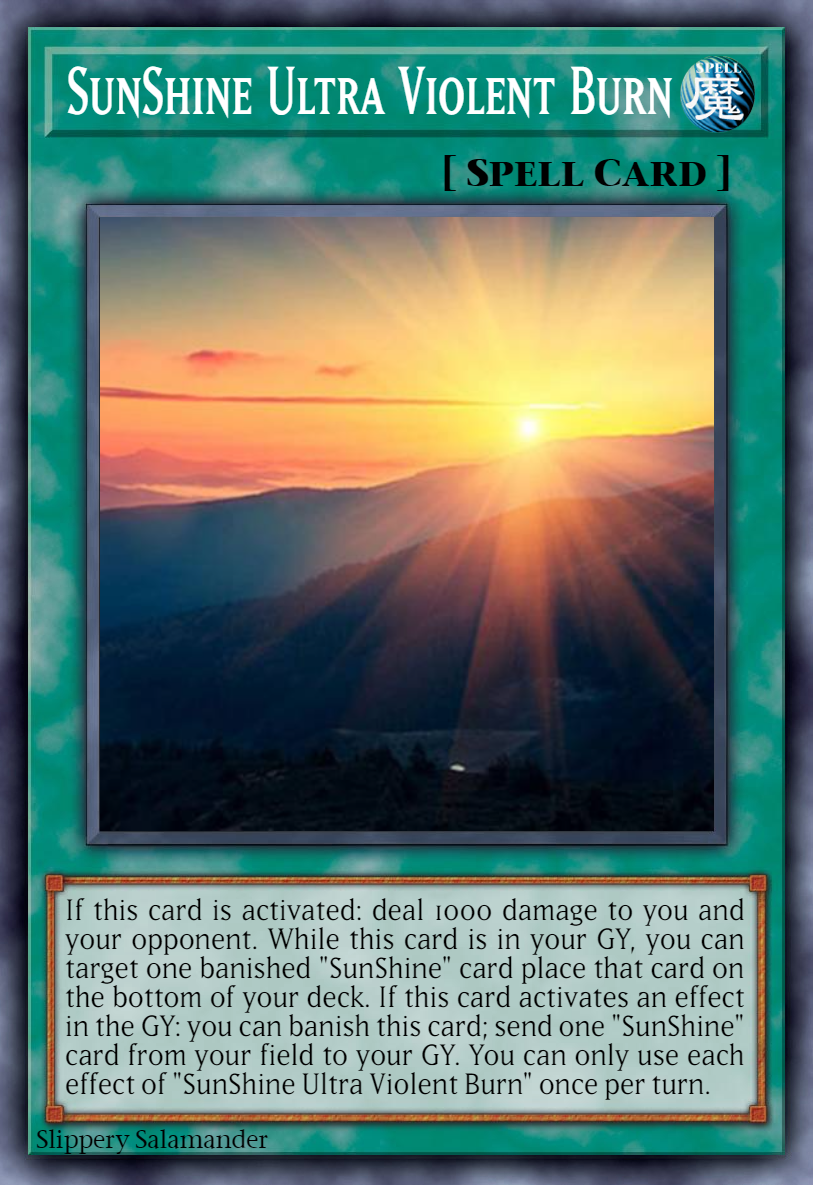 SunShine Ultra Violent Burn
SPELL
魔
[ Spell Card ]
If this card is activated: deal 1000 damage to you and
your opponent. While this card is in your GY, you can
target one banished "SunShine" card place that card on
the bottom of your deck. If this card activates an effect
in the GY: you can banish this card; send one "SunShine"
card from your field to your GY. You can only use each
effect of "SunShine Ultra Violent Burn" once per turn.
Slippery Salamander